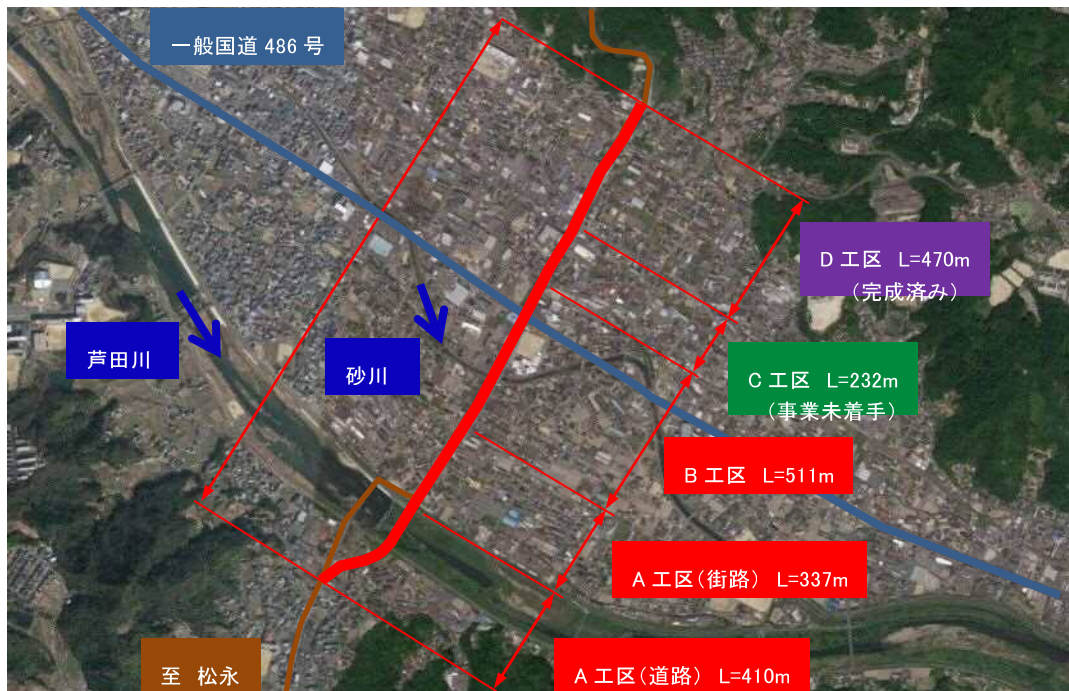 一般国道 486 号
D 工区 L=470m
（完成済み）
芦田川
砂川
C 工区 L=232m
（事業未着手）
B 工区 L=511m
A 工区（街路） L=337m
至 松永
A 工区（道路） L=410m